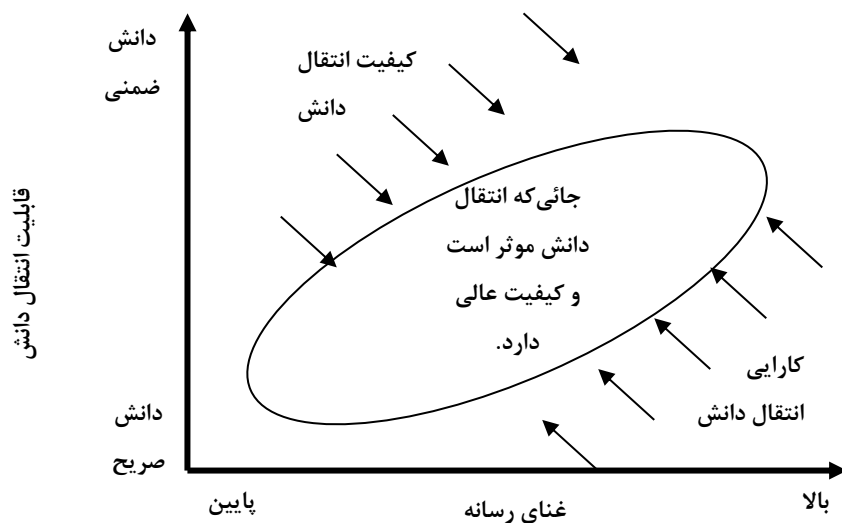 دانش
ضمنی
کیفیت انتقال
دانش
جائی‌که انتقال
دانش موثر است
و کیفیت عالی
دارد.
قابلیت انتقال دانش
کارایی
انتقال دانش
دانش
صریح
پایین
غنای رسانه
بالا